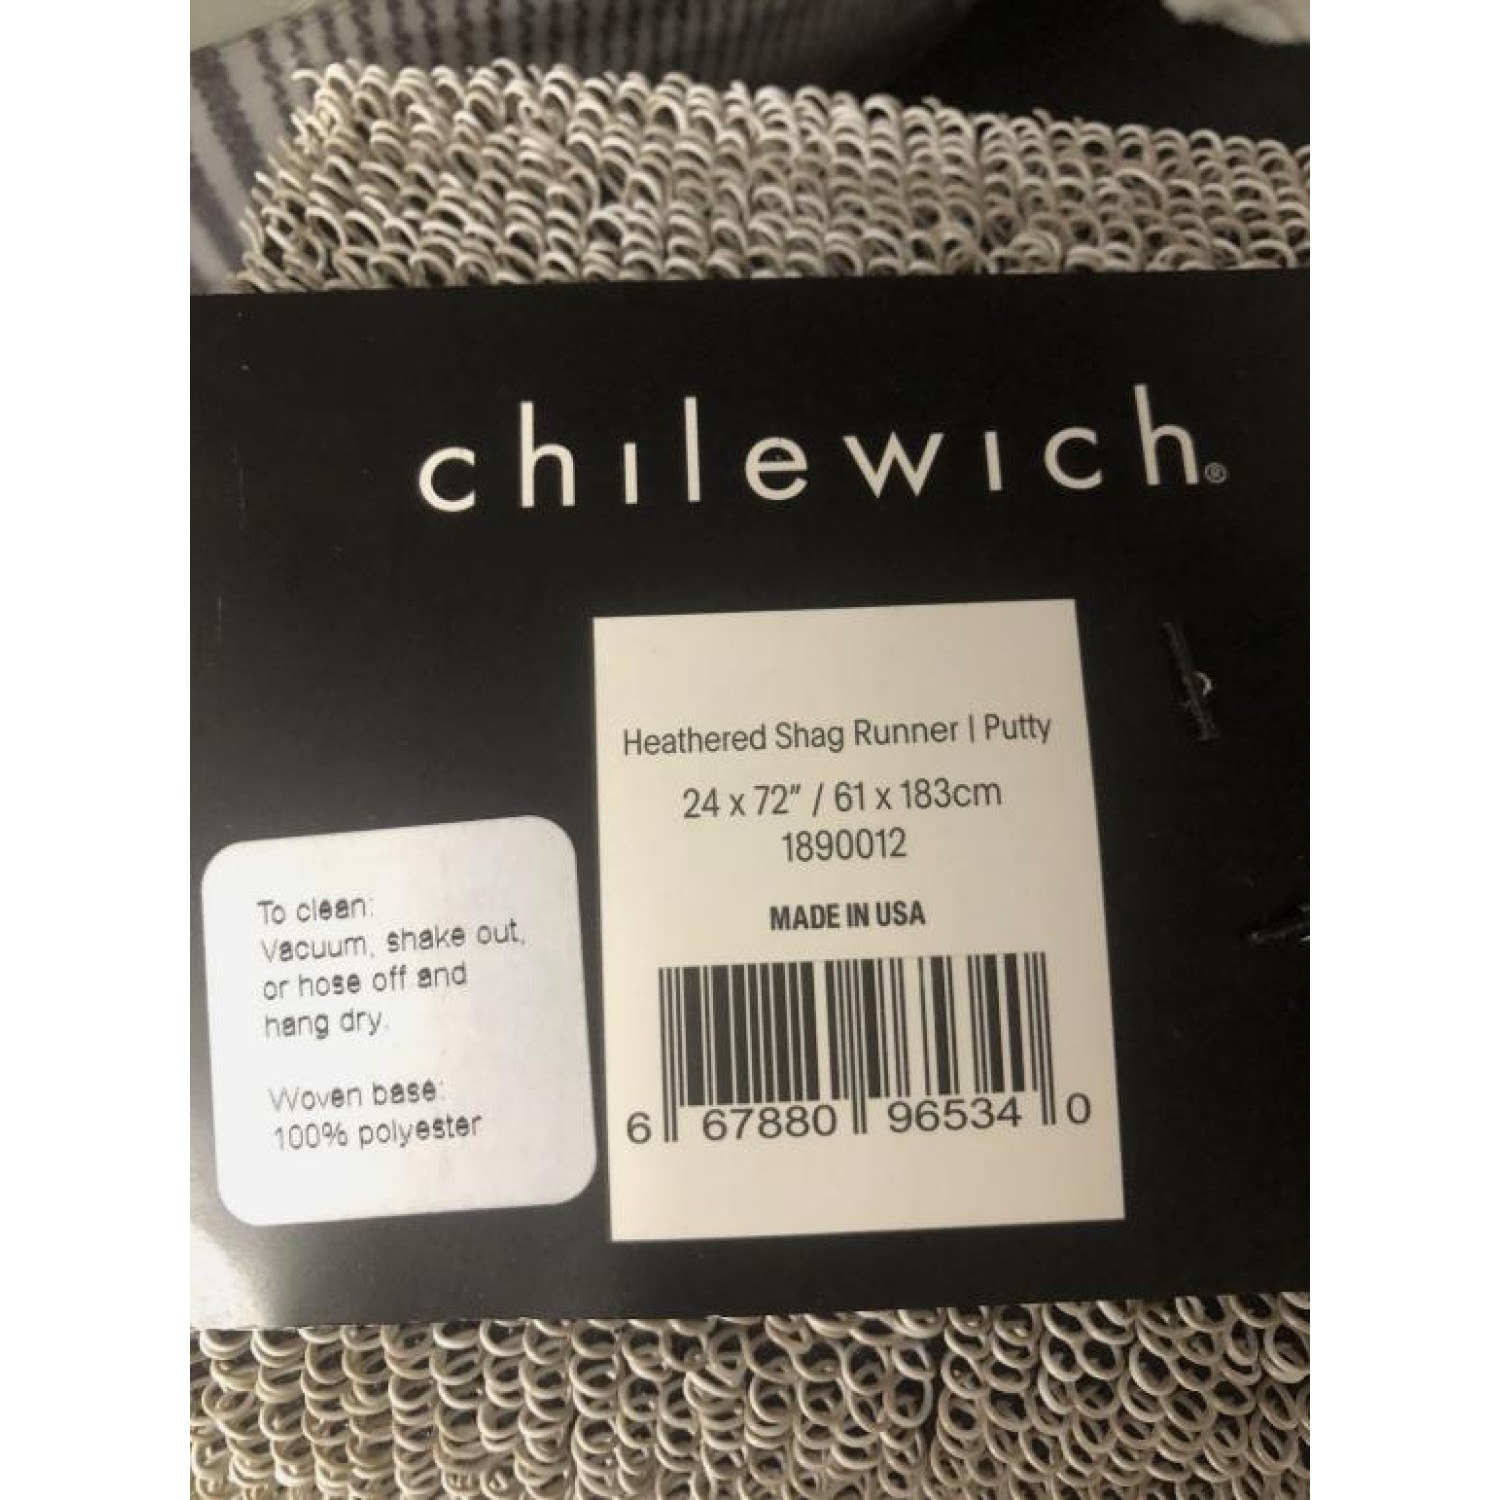 chilewich®
Heathered Shag Runner | Putty
24 x 72" / 61 x 183cm
1890012
MADE IN USA
6 67880 96534 0
To clean:
Vacuum, shake out,
or hose off and
hang dry.
Woven base:
100% polyester